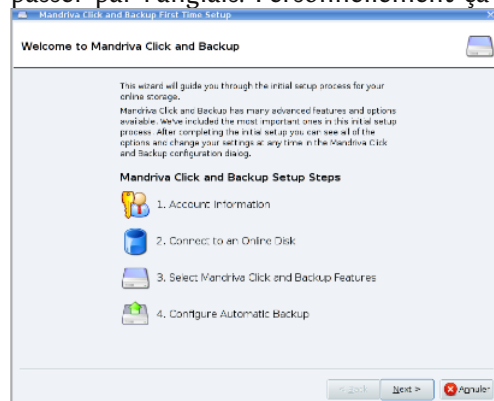 passer par l'anglais. Personnellement ça
Mandriva Click and Backup First Time Setup
Welcome to Mandriva Click and Backup
This wizard will guide you through the initial setup process for your
online storage.
Mandriva Click and Backup has many advanced features and options
available. We've included the most important ones in this initial setup
process. After completing the initial setup you can see all of the
options and change your settings at any time in the Mandriva Click
and Backup configuration dialog.
Mandriva Click and Backup Setup Steps
1. Account Information
2. Connect to an Online Disk
3. Select Mandriva Click and Backup Features
4. Configure Automatic Backup
< Back Next > Annuler